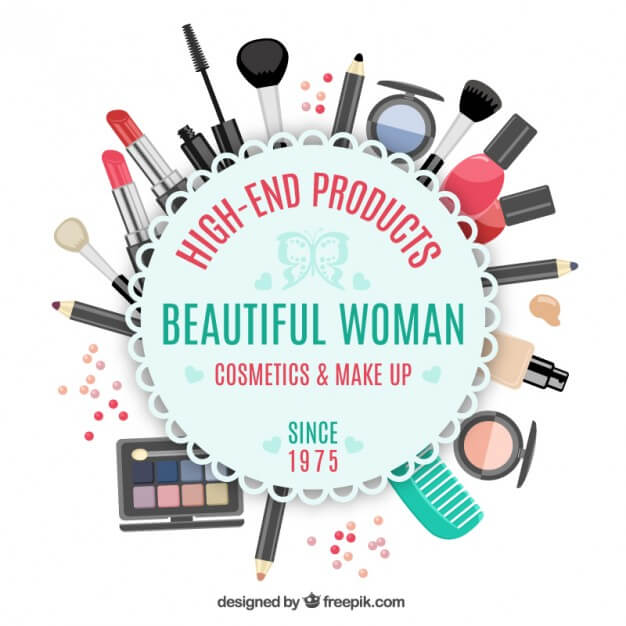 HIGH-END PRODUCTS
BEAUTIFUL WOMAN
COSMETICS & MAKE UP
SINCE
1975
designed by freepik.com